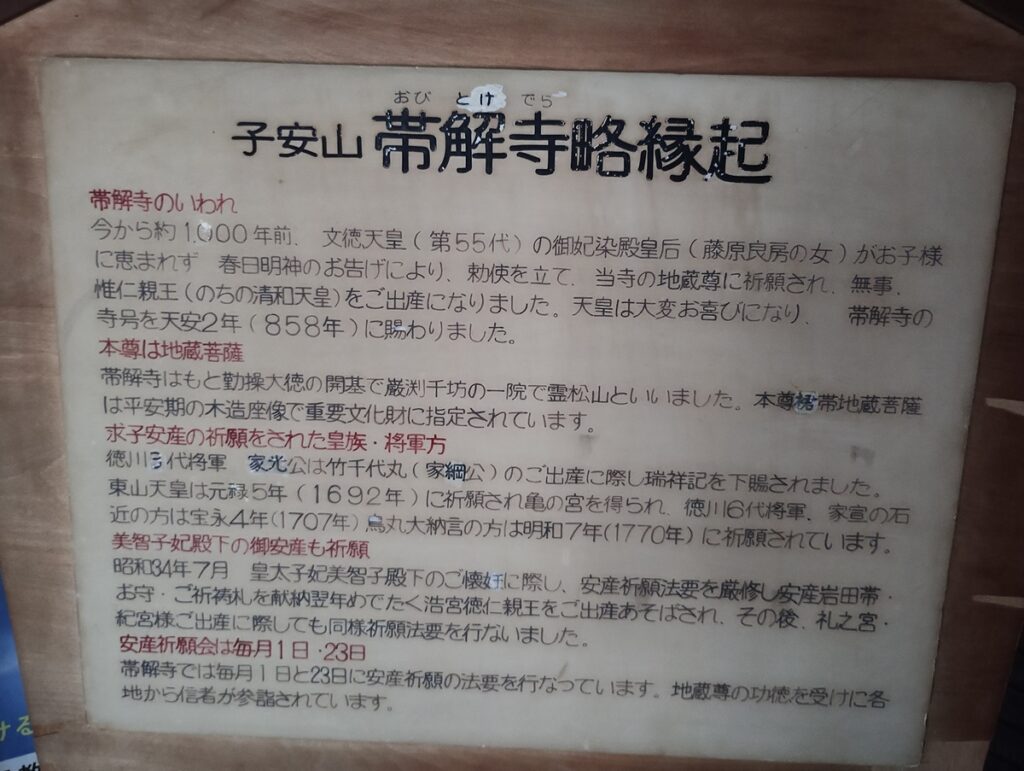 おびとけでら
子安山 帯解寺略縁起
帯解寺のいわれ
今から約1.000年前、文徳天皇(第55代)の御妃染殿皇后(藤原良房の女)がお子様
に恵まれず 春日明神のお告げにより、勅使を立て、当寺の地蔵尊に祈願され、無事、
惟仁親王(のちの清和天皇)をご出産になりました。天皇は大変お喜びになり、 帯解寺の
寺号を天安2年(858年)に賜わりました。
本尊は地蔵菩薩
帯解寺はもと勤操大徳の開基で巌渕千坊の一院で霊松山といいました。本尊裙帯地蔵菩薩
は平安期の木造座像で重要文化財に指定されています。
求子安産の祈願をされた皇族・将軍方
徳川3代将軍 家光公は竹千代丸(家綱公)のご出産に際し瑞祥記を下賜されました。
東山天皇は元禄5年(1692年)に祈願され亀の宮を得られ、徳川6代将軍、家宣の右
近の方は宝永4年(1707年)烏丸大納言の方は明和7年(1770年)に祈願されています。
美智子妃殿下の御安産も祈願
昭和34年7月 皇太子妃美智子殿下のご懐妊に際し、安産祈願法要を厳修し安産岩田帯・
お守・ご祈祷札を献納翌年めでたく浩宮徳仁親王をご出産あそばされ、その後、礼之宮・
紀宮様ご出産に際しても同様祈願法要を行ないました。
安産祈願会は毎月1日・23日
帯解寺では毎月1日と23日に安産祈願の法要を行なっています。地蔵尊の功徳を受けに各
地から信者が参詣されています。
ける